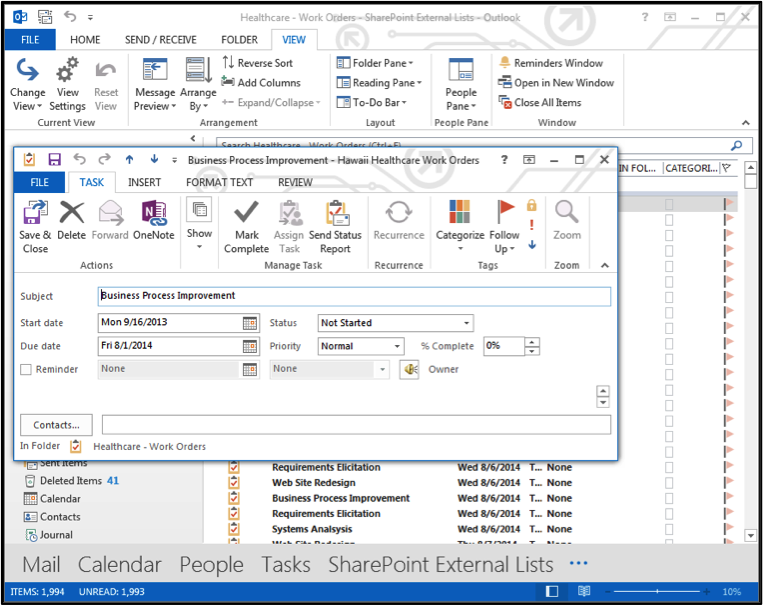 Healthcare - Work Orders - SharePoint External Lists - Outlook
FILE HOME SEND / RECEIVE FOLDER VIEW
Change View
View Settings
Reset View
Message Preview
Arrange By
Reverse Sort
Add Columns
Expand/Collapse
Folder Pane
Reading Pane
To-Do Bar
People Pane
Reminders Window
Open in New Window
Close All Items
Current View Arrangement Layout People Pane Window
Search Healthcare - Work Orders (Ctrl+E)
IN FOL... CATEGORI...
Business Process Improvement - Hawaii Healthcare Work Orders
FILE TASK INSERT FORMAT TEXT REVIEW
Save & Close
Delete
Forward
OneNote
Show
Mark Complete
Assign Task
Send Status Report
Recurrence
Categorize
Follow Up
Zoom
Actions Manage Task Recurrence Tags Zoom
Subject Business Process Improvement
Start date Mon 9/16/2013 Status Not Started
Due date Fri 8/1/2014 Priority Normal % Complete 0%
Reminder None None Owner
Contacts...
In Folder Healthcare - Work Orders
Sent Items
Deleted Items 41
Calendar
Contacts
Journal
Requirements Elicitation Wed 8/6/2014 T... None
Web Site Redesign Wed 8/6/2014 T... None
Business Process Improvement Wed 8/6/2014 T... None
Requirements Elicitation Wed 8/6/2014 T... None
Systems Analsysis Wed 8/6/2014 T... None
Web Site Redesign Thu 8/7/2014 T... None
Mail Calendar People Tasks SharePoint External Lists ...
ITEMS: 1,994 UNREAD: 1,993 10%